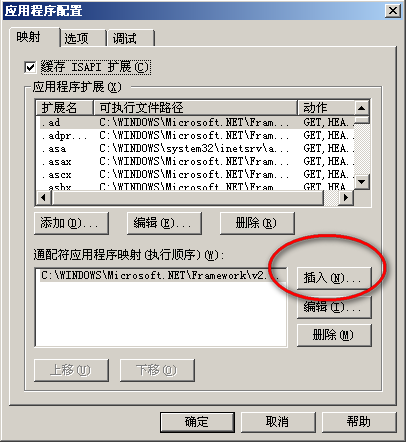 应用程序配置
映射 选项 调试
缓存 ISAPI 扩展(C)
应用程序扩展(X)
扩展名 可执行文件路径 动作
.ad C:\WINDOWS\Microsoft.NET\Fram... GET,HEA..
.adpr... C:\WINDOWS\Microsoft.NET\Fram... GET,HEA..
.asa C:\WINDOWS\system32\inetsrv\a... GET,HEA..
.asax C:\WINDOWS\Microsoft.NET\Fram... GET,HEA..
.ascx C:\WINDOWS\Microsoft.NET\Fram... GET,HEA..
.ashx C:\WINDOWS\Microsoft.NET\Fram... GET,HEA..
添加(D)... 编辑(E)... 删除(R)
通配符应用程序映射(执行顺序)(W):
C:\WINDOWS\Microsoft.NET\Framework\v2....
插入(N)...
编辑(I)...
删除(M)
上移(U) 下移(O)
确定 取消 帮助